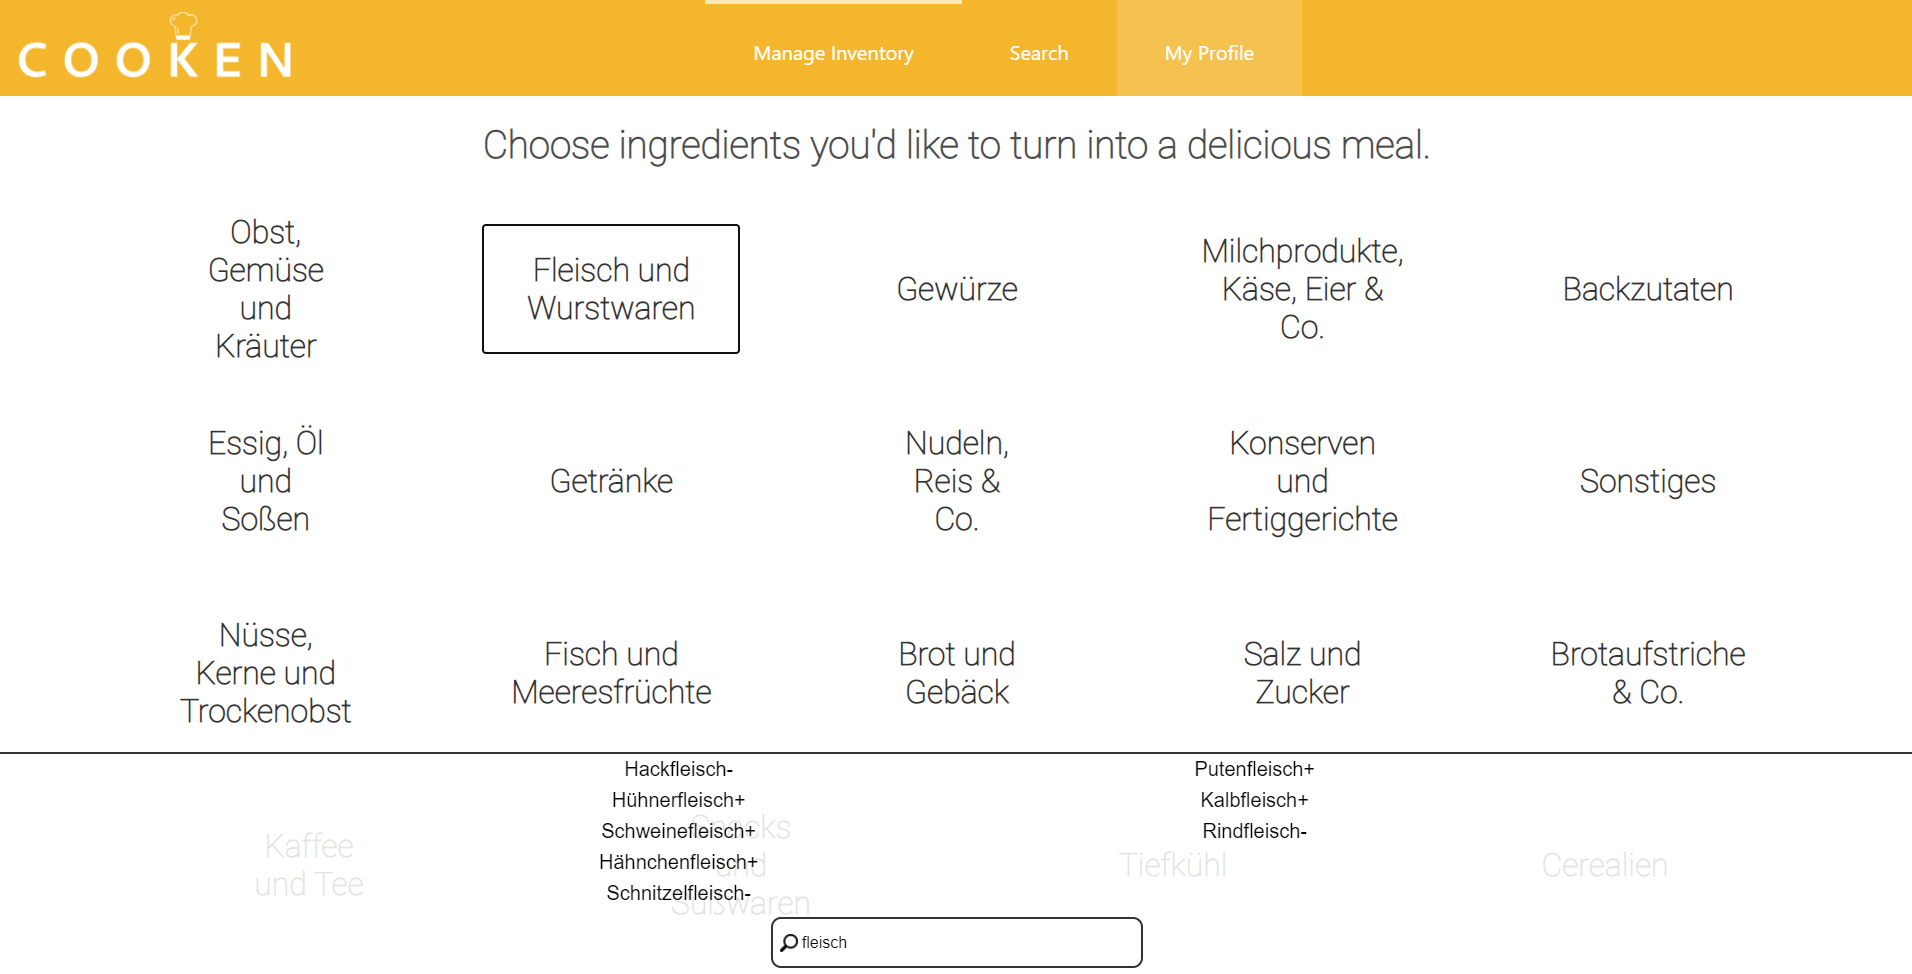 COOKEN
Manage Inventory
Search
My Profile
Choose ingredients you'd like to turn into a delicious meal.
Obst,
Gemüse
und
Kräuter
Fleisch und
Wurstwaren
Gewürze
Milchprodukte,
Käse, Eier &
Co.
Backzutaten
Essig, Öl
und
Soßen
Getränke
Nudeln,
Reis &
Co.
Konserven
und
Fertiggerichte
Sonstiges
Nüsse,
Kerne und
Trockenobst
Fisch und
Meeresfrüchte
Brot und
Gebäck
Salz und
Zucker
Brotaufstriche
& Co.
Hackfleisch-
Hühnerfleisch+
Schweinefleisch+
Hähnchenfleisch+
Schnitzelfleisch-
Putenfleisch+
Kalbfleisch+
Rindfleisch-
Kaffee
und Tee
Snacks
und
Süßwaren
Tiefkühl
Cerealien
fleisch